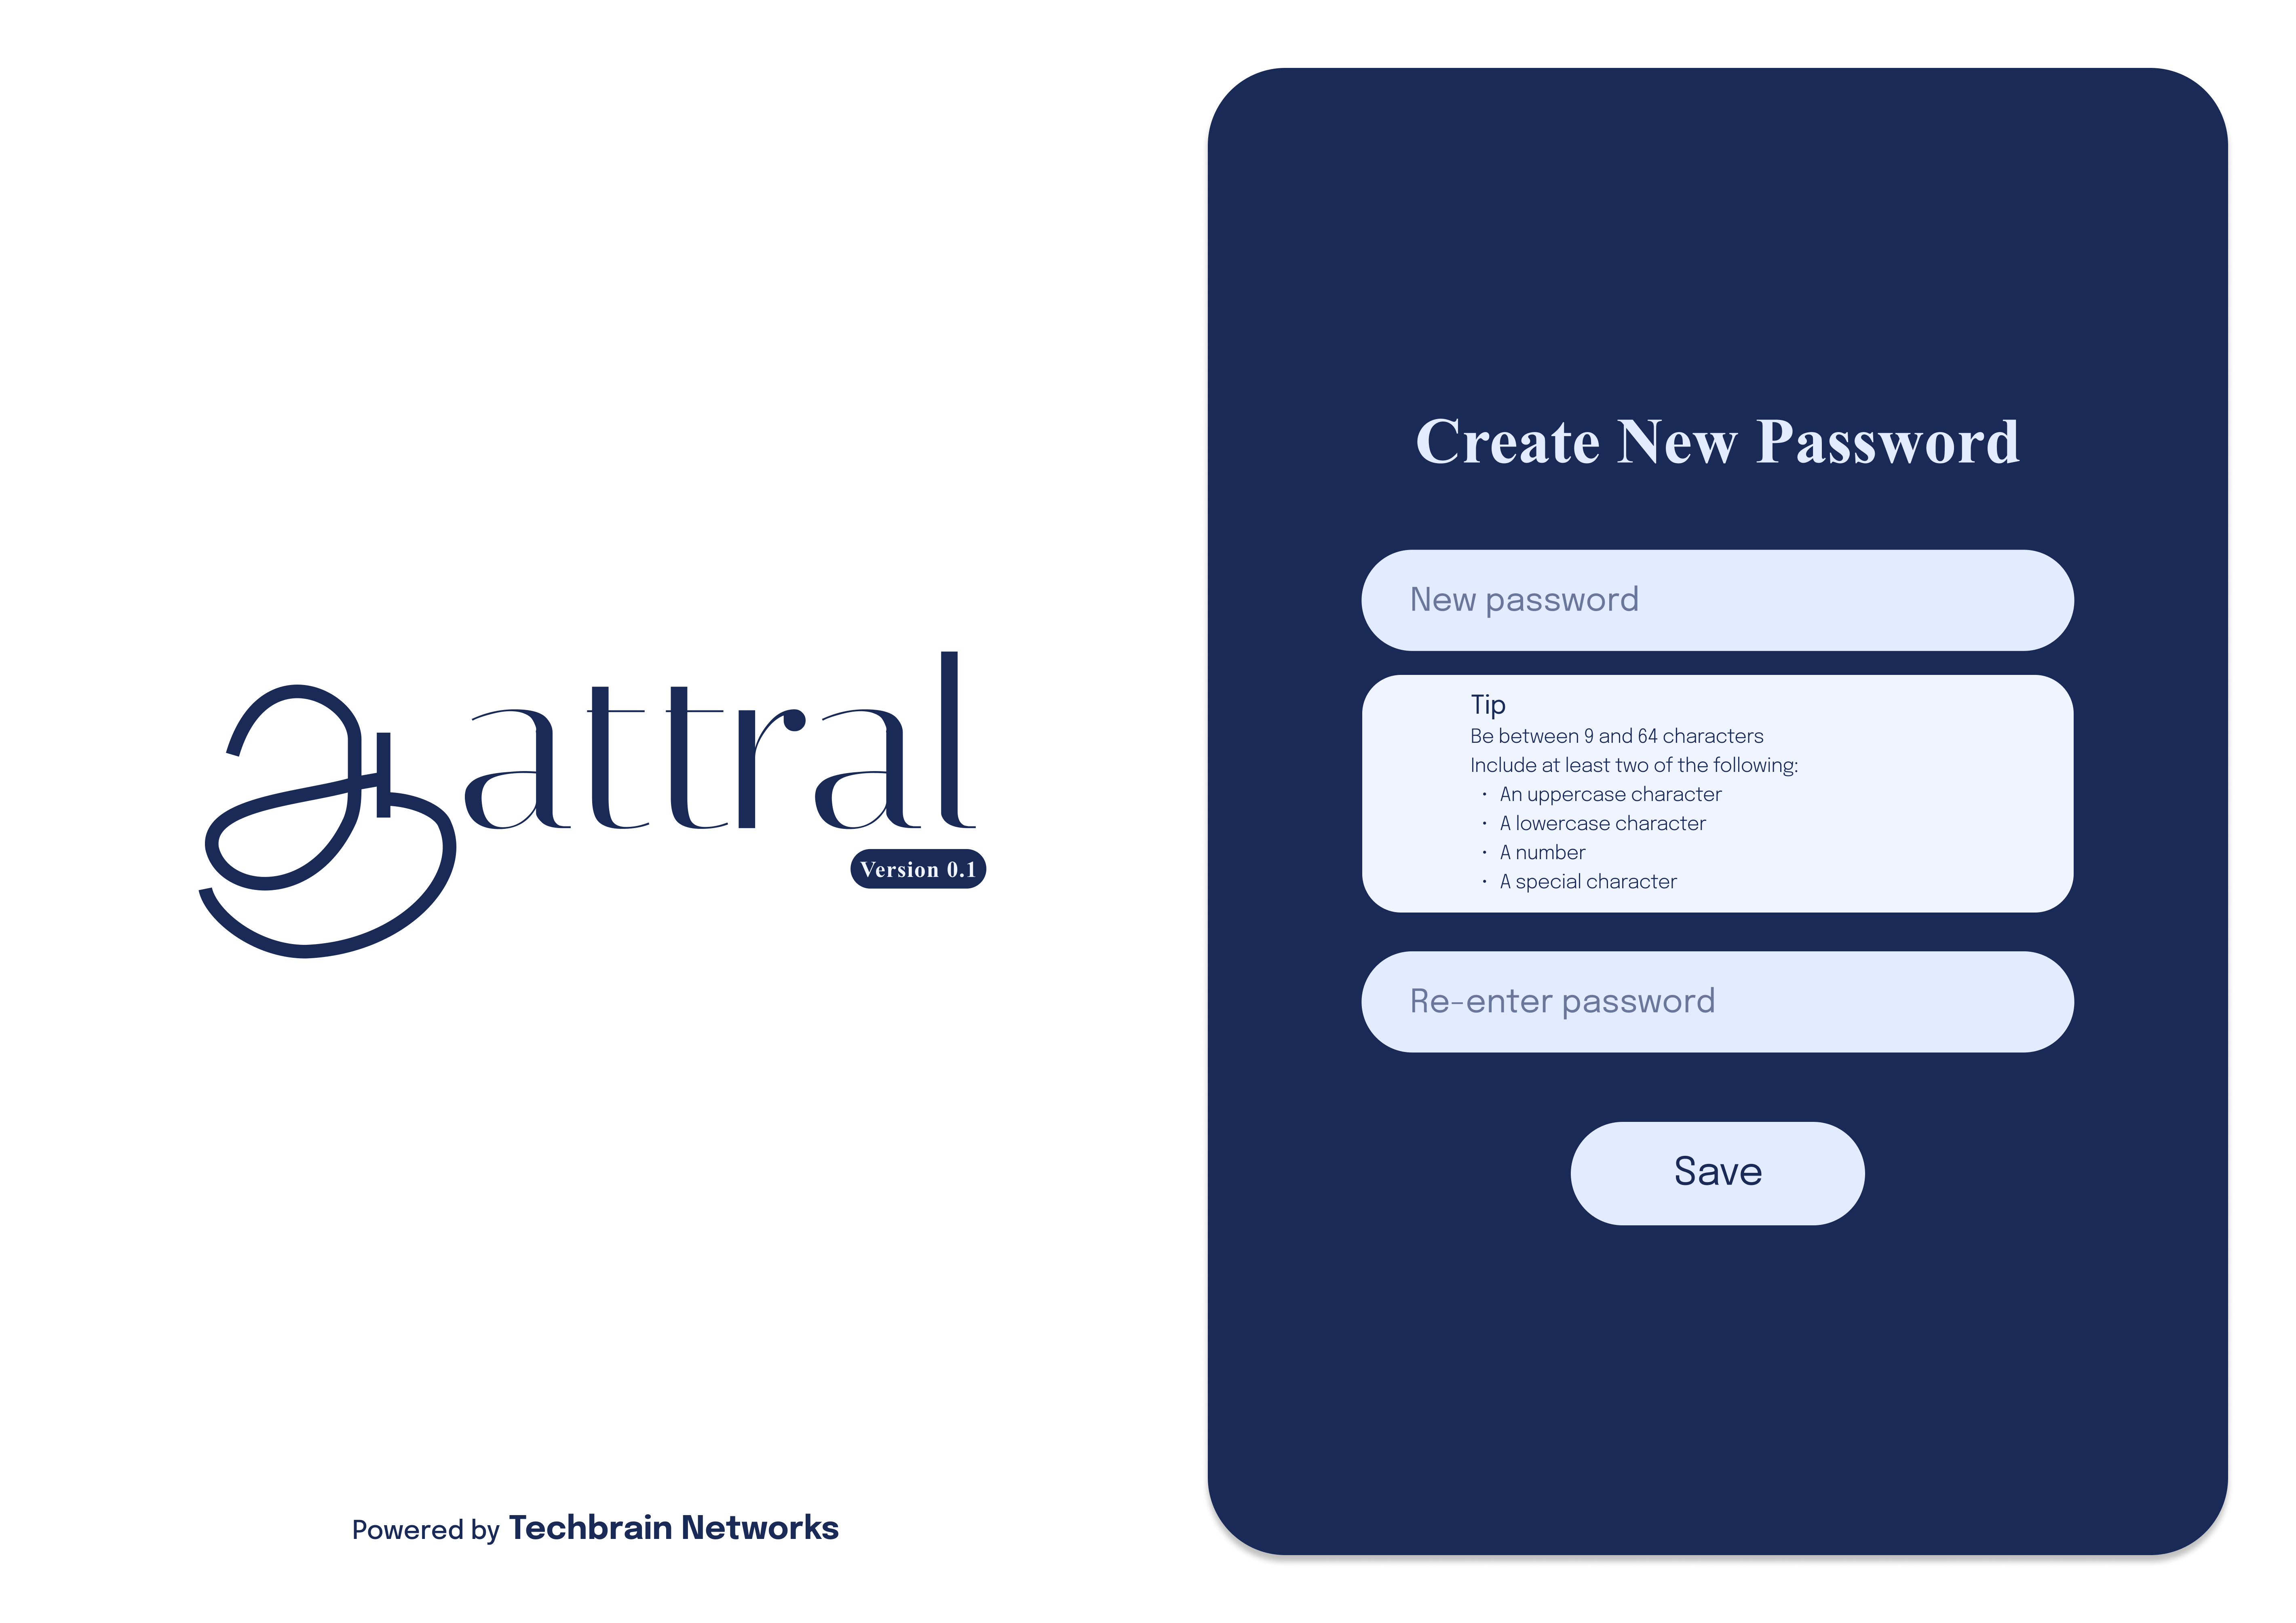 attral
Version 0.1
Powered by Techbrain Networks
Create New Password
New password
Tip
Be between 9 and 64 characters
Include at least two of the following:
• An uppercase character
• A lowercase character
• A number
• A special character
Re-enter password
Save